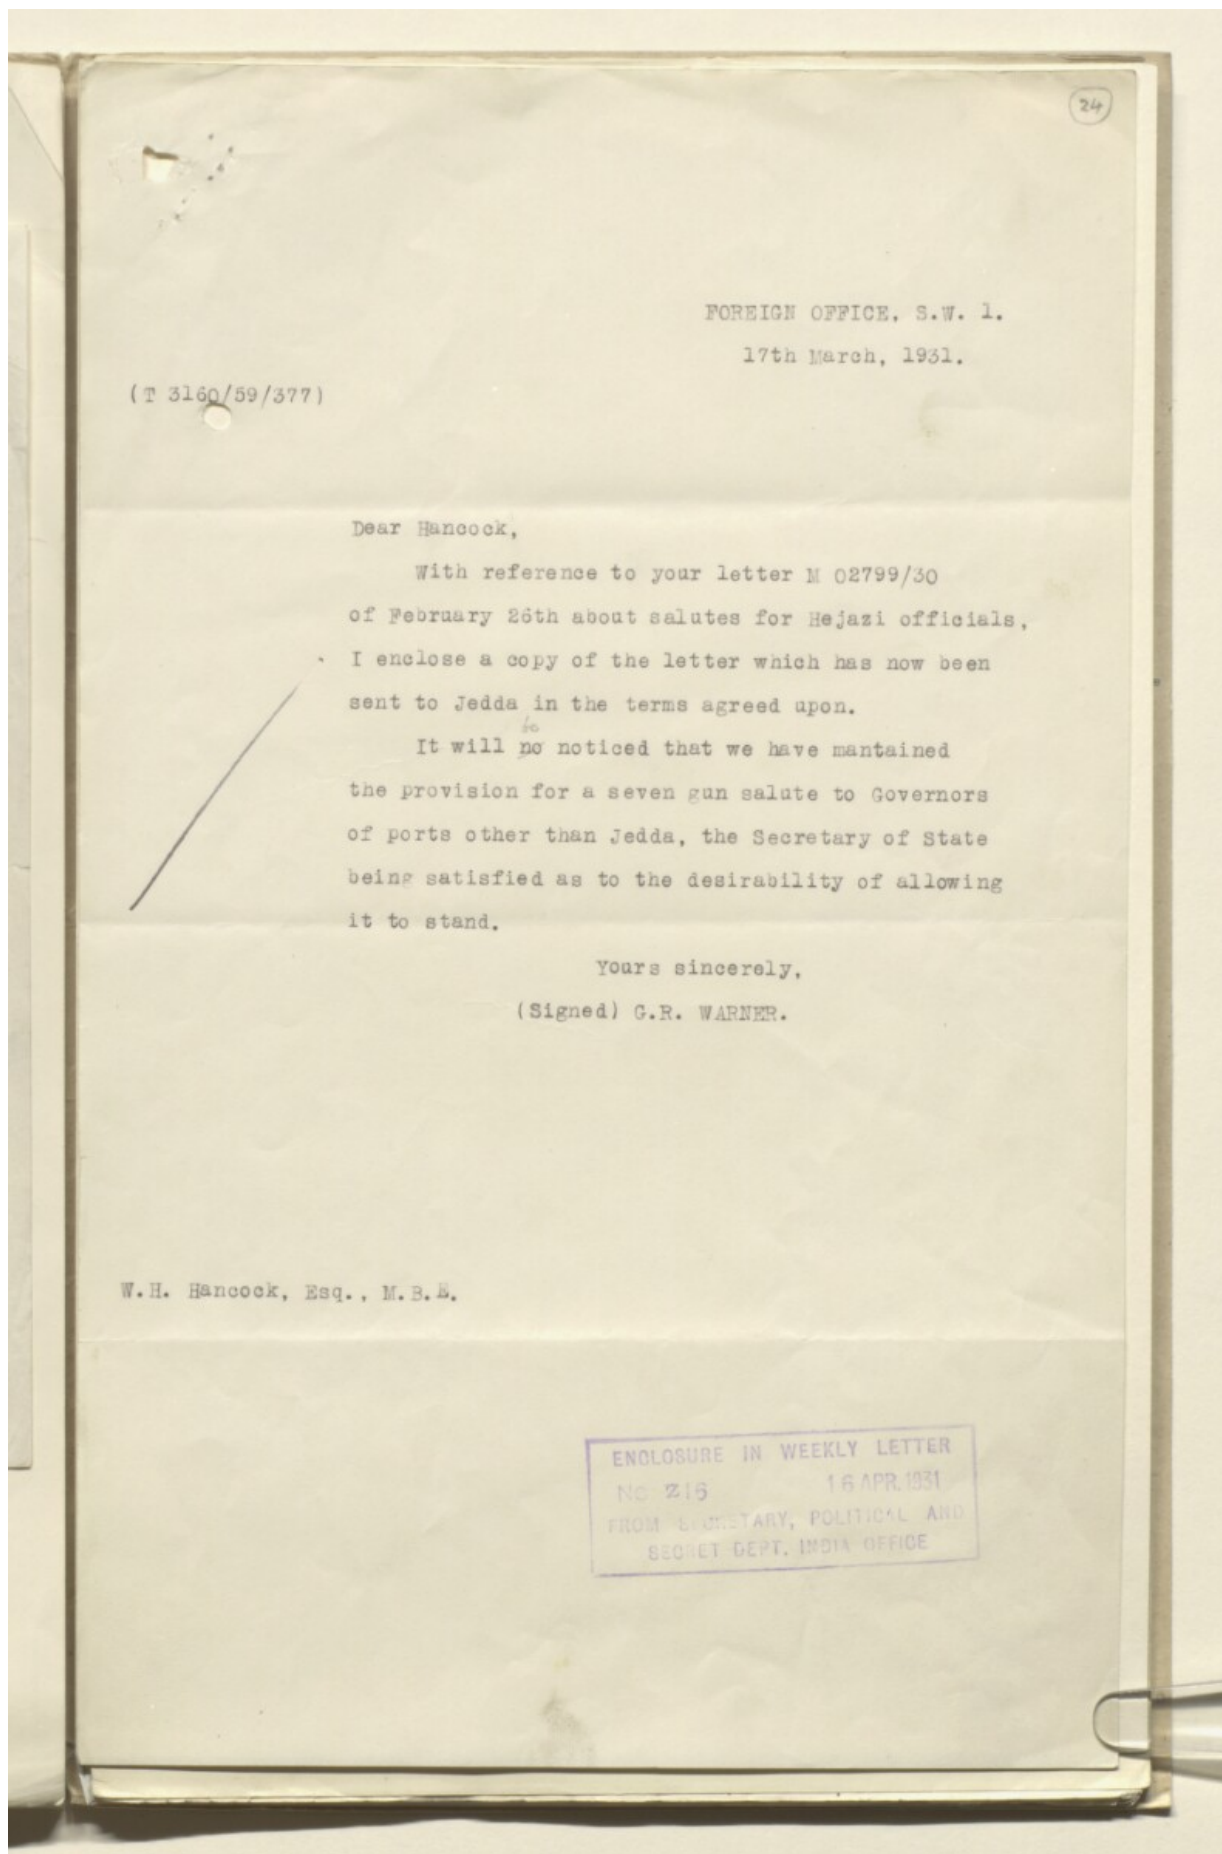 24
FOREIGN OFFICE, S.W. 1.
17th March, 1931.
(T 3160/59/377)
Dear Hancock,
With reference to your letter M 02799/30
of February 26th about salutes for Hejazi officials,
I enclose a copy of the letter which has now been
sent to Jedda in the terms agreed upon.
be
It will no noticed that we have mantained
the provision for a seven gun salute to Governors
of ports other than Jedda, the Secretary of State
being satisfied as to the desirability of allowing
it to stand.
Yours sincerely,
(Signed) G.R. WARNER.
W.H. Hancock, Esq., M.B.E.
ENCLOSURE IN WEEKLY LETTER
No 216 16 APR. 1931
FROM SECRETARY, POLITICAL AND
SECRET DEPT. INDIA OFFICE